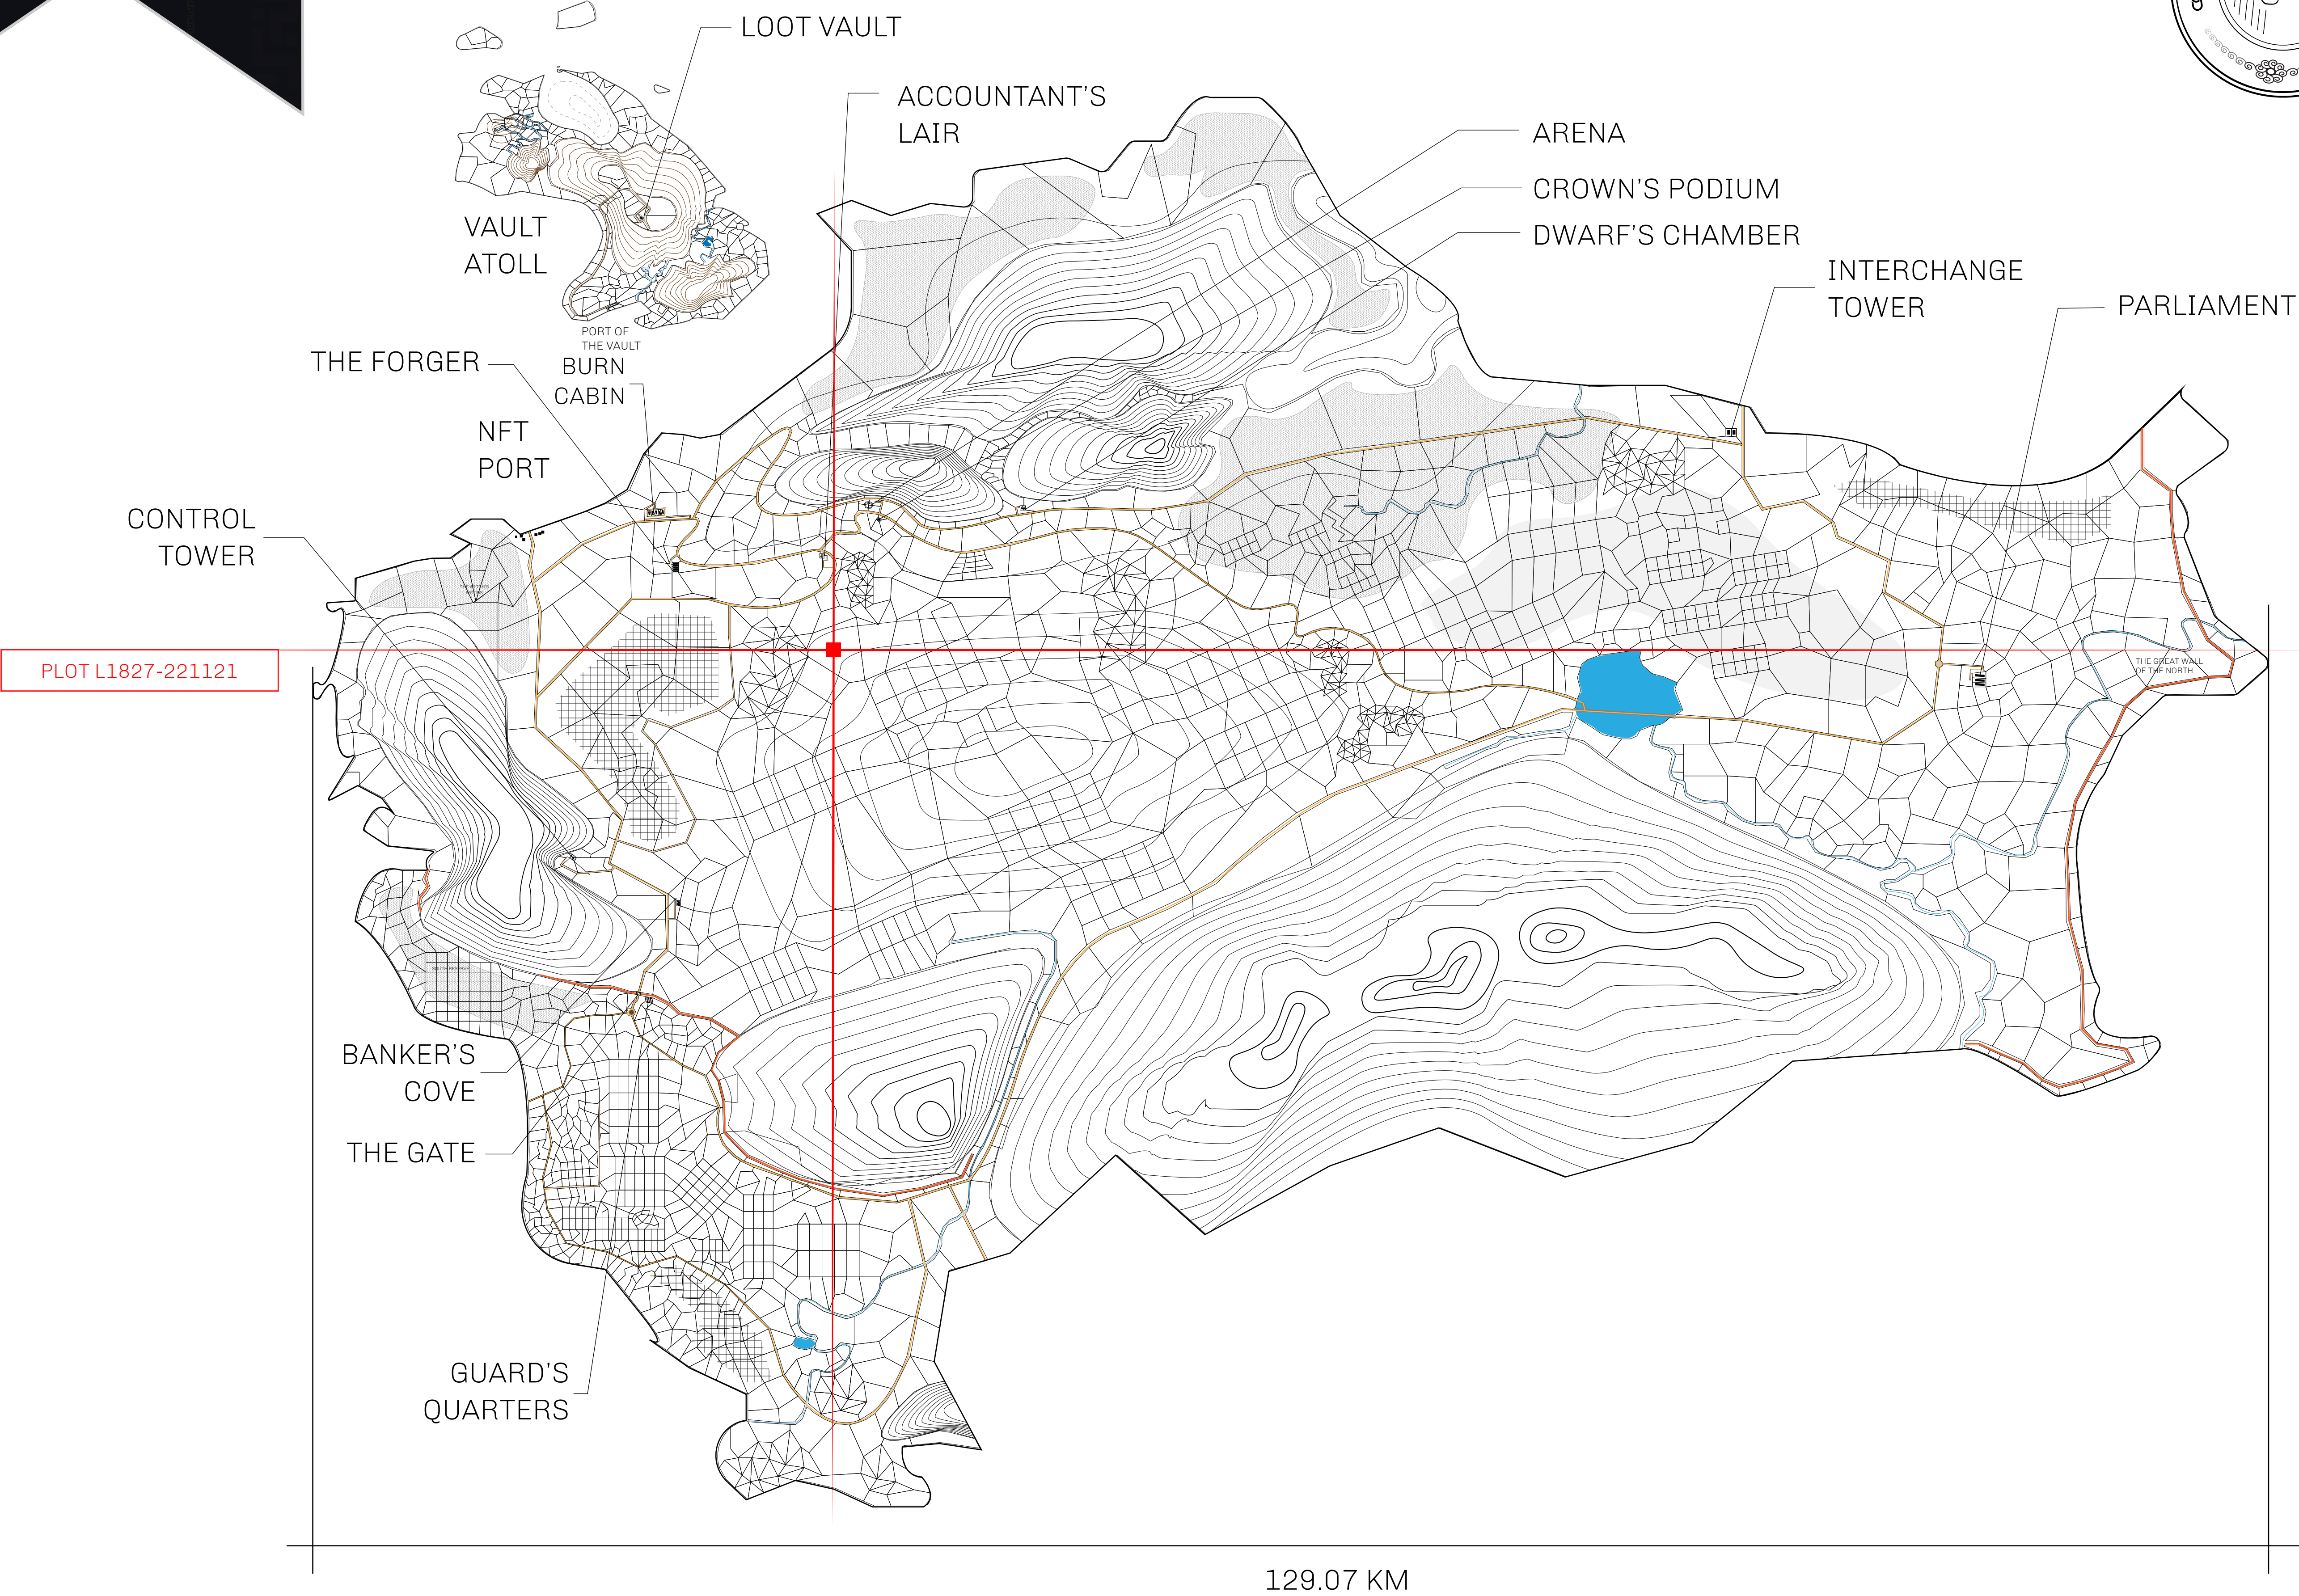 LOOT VAULT
ACCOUNTANT'S
LAIR
ARENA
CROWN'S PODIUM
DWARF'S CHAMBER
VAULT
ATOLL
INTERCHANGE
TOWER
PARLIAMENT
PORT OF
THE VAULT
THE FORGER
BURN
CABIN
NFT
PORT
CONTROL
TOWER
PLOT L1827-221121
THE GREAT WALL
OF THE NORTH
SOUTH RESERVE
BANKER'S
COVE
THE GATE
GUARD'S
QUARTERS
129.07 KM